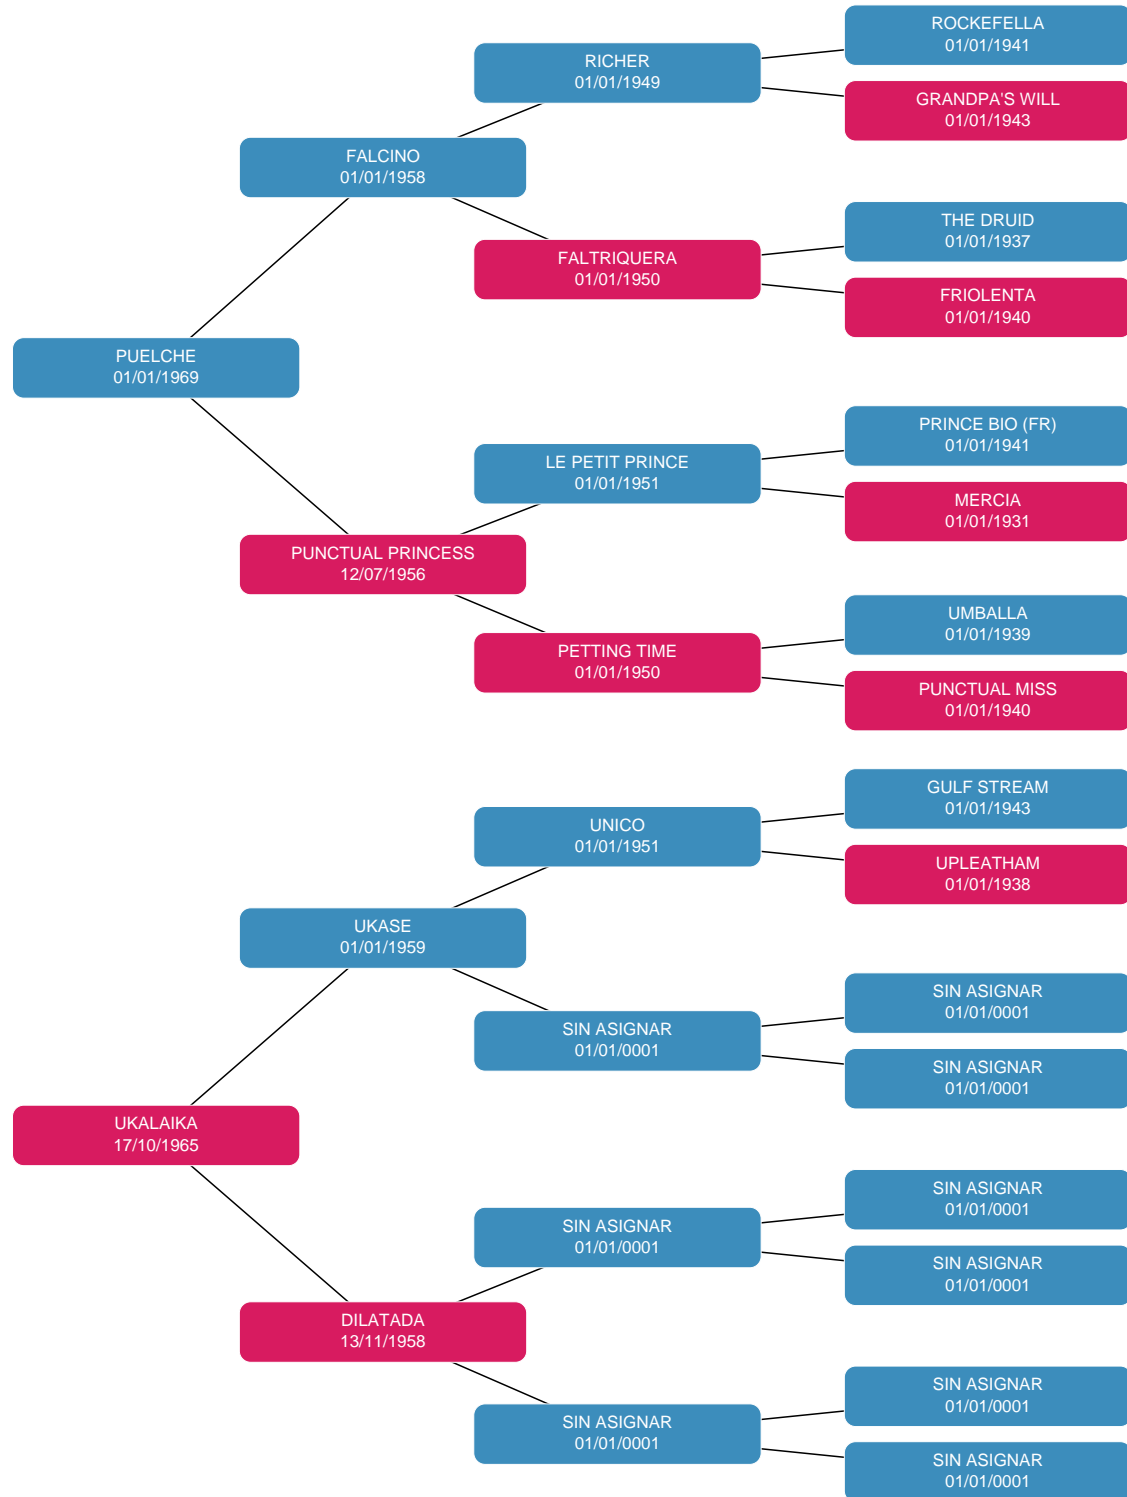 ROCKEFELLA
01/01/1941
RICHER
01/01/1949
GRANDPA'S WILL
01/01/1943
FALCINO
01/01/1958
THE DRUID
01/01/1937
FALTRIQUERA
01/01/1950
FRIOLENTA
01/01/1940
PUELCHE
01/01/1969
PRINCE BIO (FR)
01/01/1941
LE PETIT PRINCE
01/01/1951
MERCIA
01/01/1931
PUNCTUAL PRINCESS
12/07/1956
UMBALLA
01/01/1939
PETTING TIME
01/01/1950
PUNCTUAL MISS
01/01/1940
GULF STREAM
01/01/1943
UNICO
01/01/1951
UPLEATHAM
01/01/1938
UKASE
01/01/1959
SIN ASIGNAR
01/01/0001
SIN ASIGNAR
01/01/0001
SIN ASIGNAR
01/01/0001
UKALAIKA
17/10/1965
SIN ASIGNAR
01/01/0001
SIN ASIGNAR
01/01/0001
SIN ASIGNAR
01/01/0001
DILATADA
13/11/1958
SIN ASIGNAR
01/01/0001
SIN ASIGNAR
01/01/0001
SIN ASIGNAR
01/01/0001